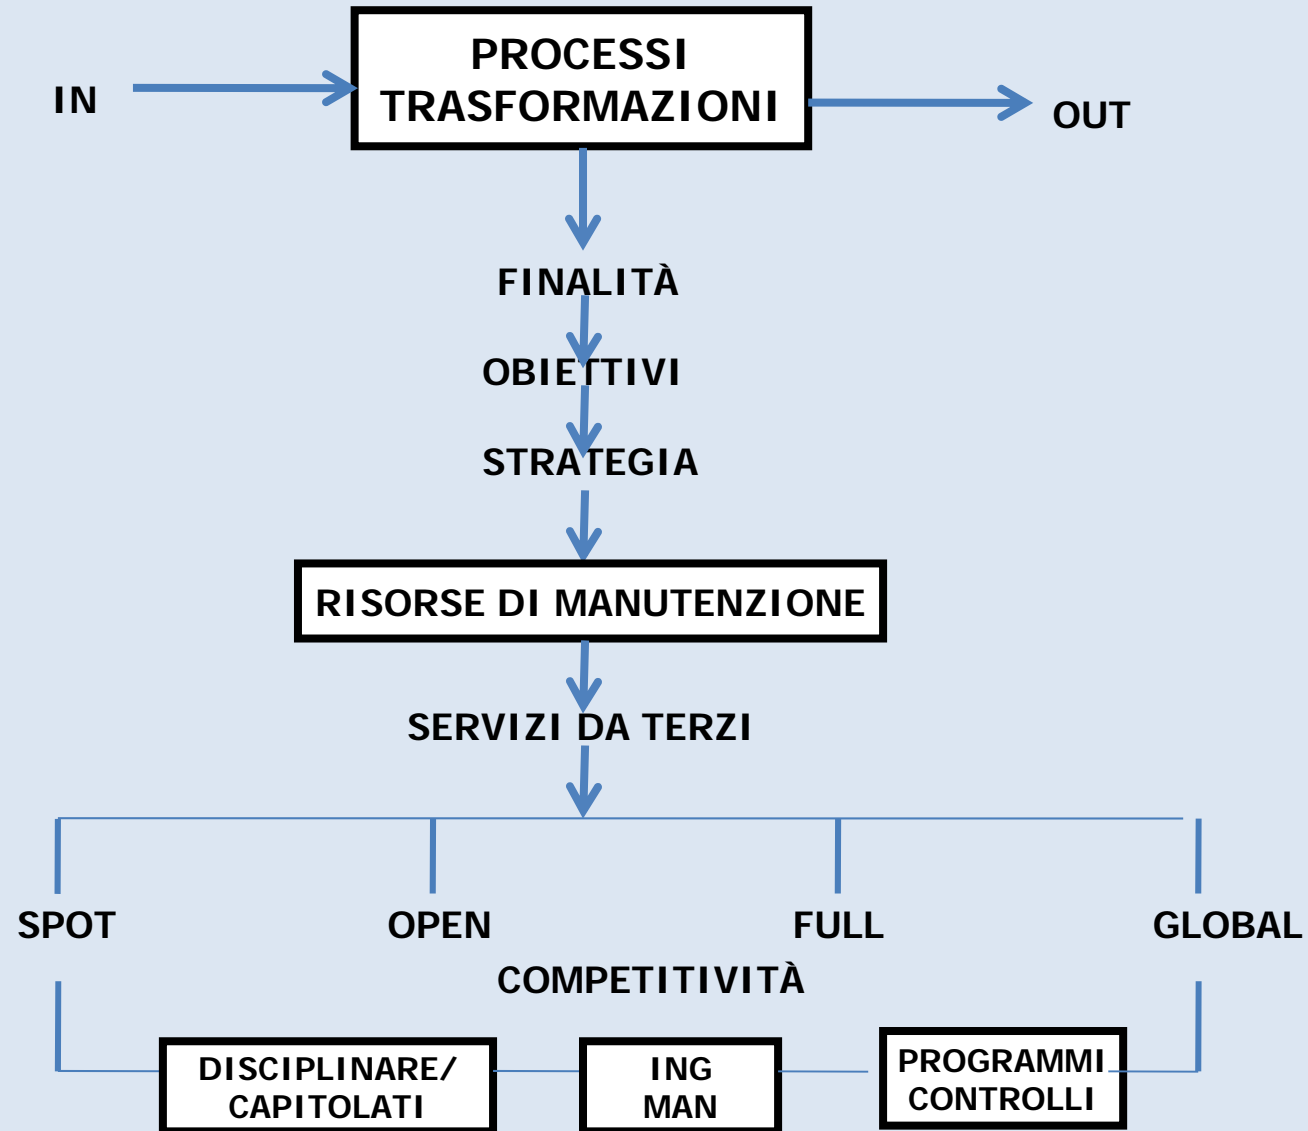 PROCESSI
TRASFORMAZIONI
IN
OUT
FINALITÀ
OBIETTIVI
STRATEGIA
RISORSE DI MANUTENZIONE
SERVIZI DA TERZI
SPOT
OPEN
FULL
GLOBAL
COMPETITIVITÀ
DISCIPLINARE/
CAPITOLATI
ING
MAN
PROGRAMMI
CONTROLLI